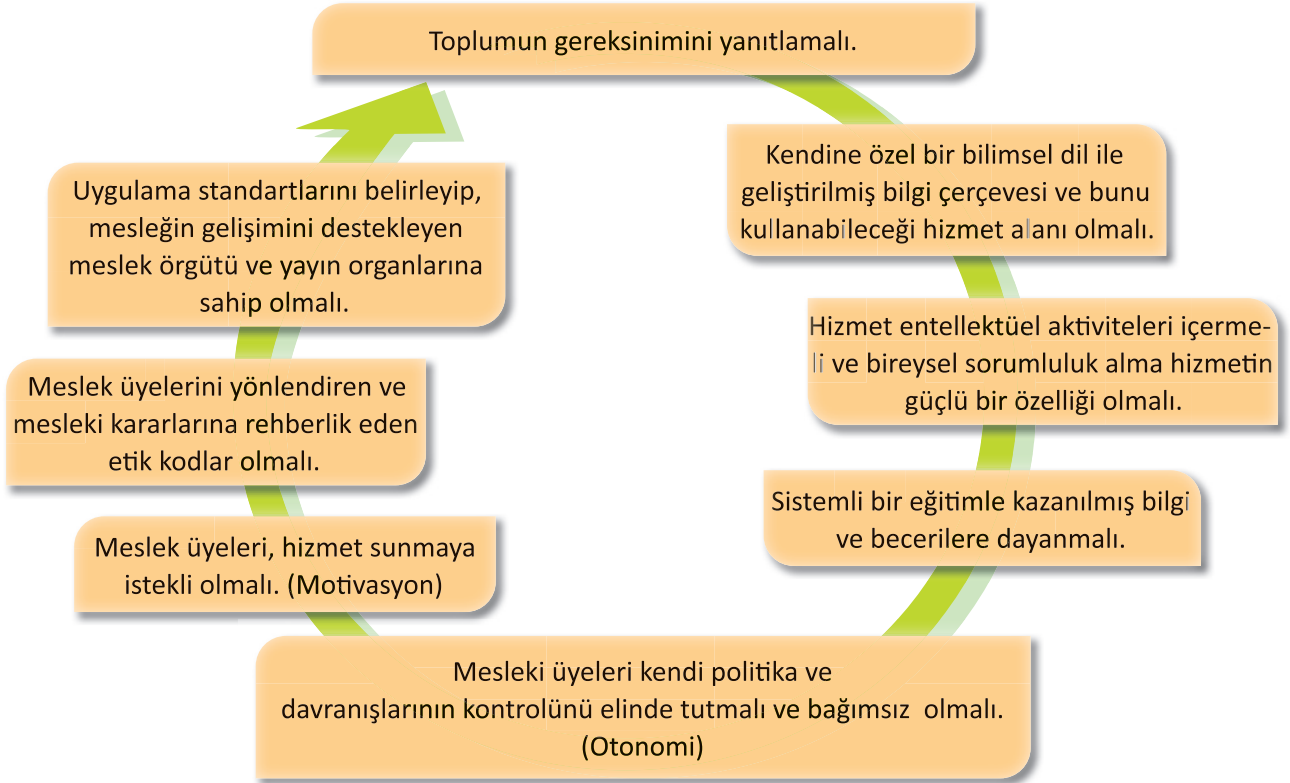 Toplumun gereksinimini yanıtlamalı.
Kendine özel bir bilimsel dil ile
geliştirilmiş bilgi çerçevesi ve bunu
kullanabileceği hizmet alanı olmalı.
Hizmet entellektüel aktiviteleri içerme-
li ve bireysel sorumluluk alma hizmetin
güçlü bir özelliği olmalı.
Sistemli bir eğitimle kazanılmış bilgi
ve becerilere dayanmalı.
Mesleki üyeleri kendi politika ve
davranışlarının kontrolünü elinde tutmalı ve bağımsız olmalı.
(Otonomi)
Meslek üyeleri, hizmet sunmaya
istekli olmalı. (Motivasyon)
Meslek üyelerini yönlendiren ve
mesleki kararlarına rehberlik eden
etik kodlar olmalı.
Uygulama standartlarını belirleyip,
mesleğin gelişimini destekleyen
meslek örgütü ve yayın organlarına
sahip olmalı.